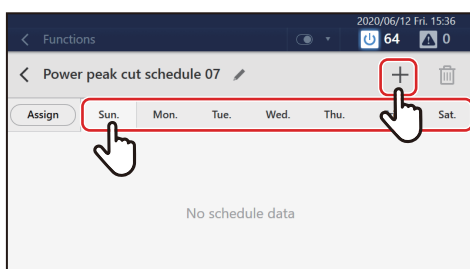 2020/06/12 Fri. 15:36
Functions 64 0
Power peak cut schedule 07
Assign Sun. Mon. Tue. Wed. Thu. Sat.
No schedule data